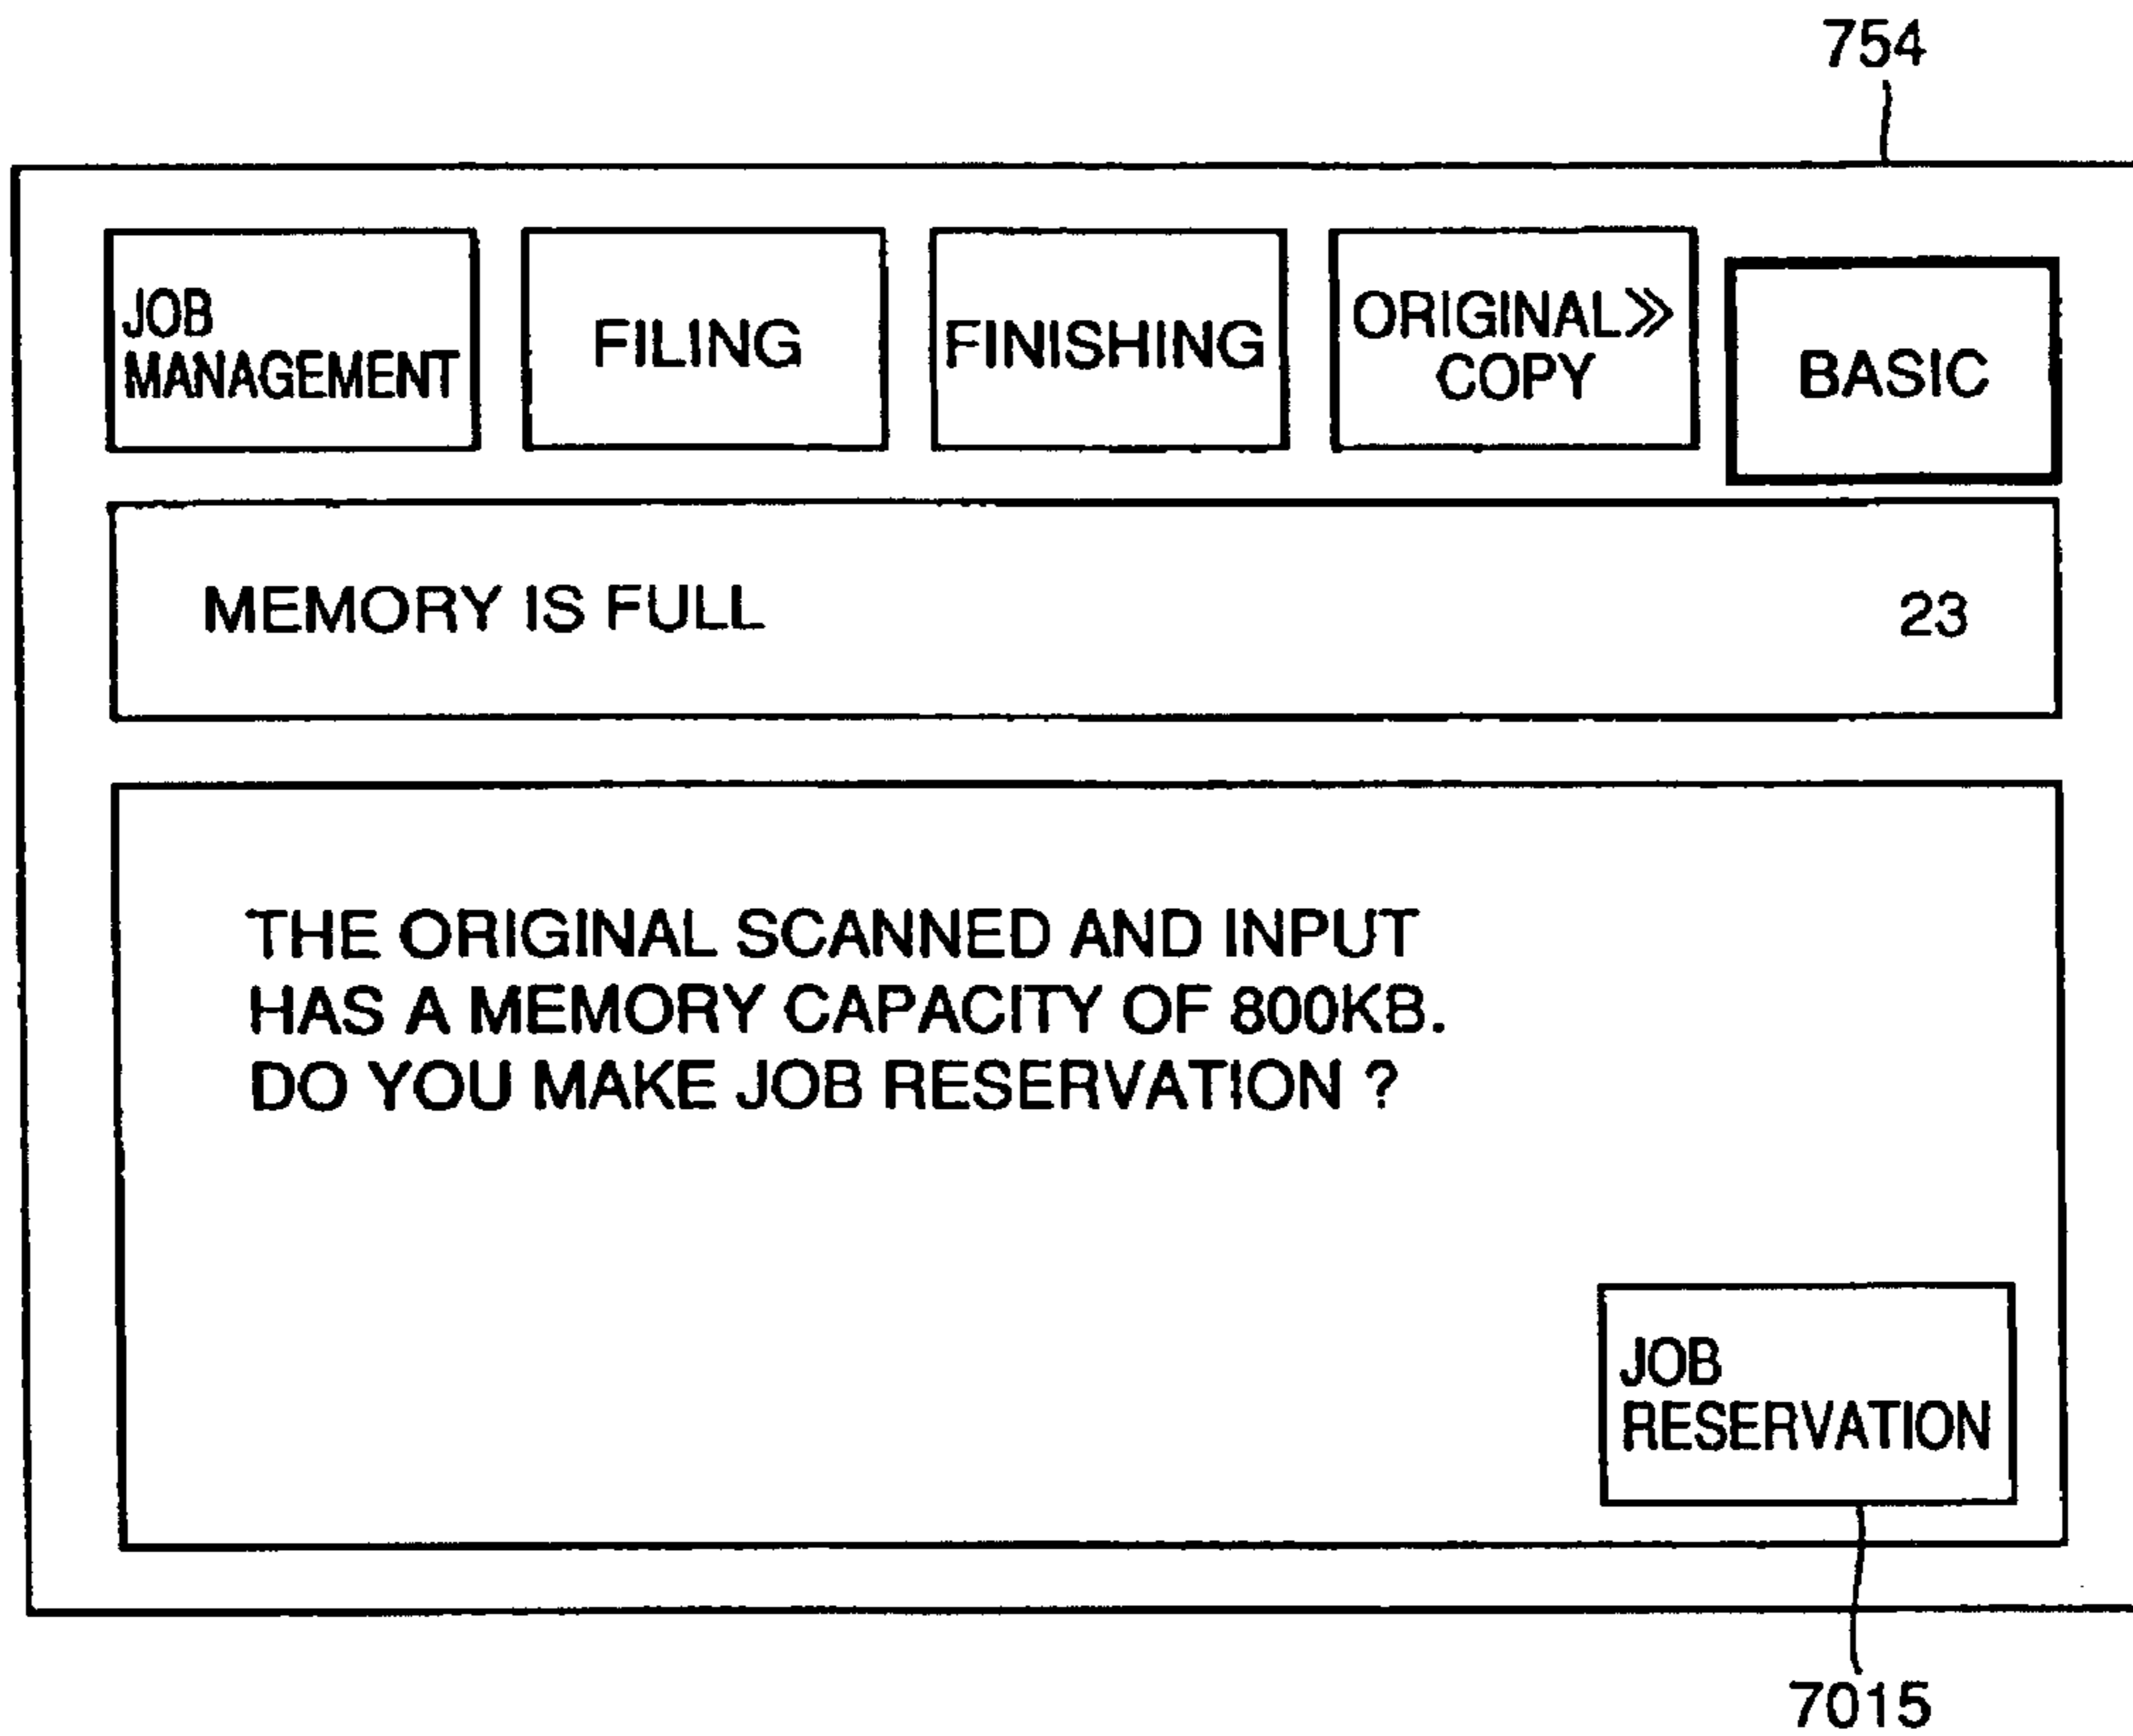 754
JOB
MANAGEMENT
FILING
FINISHING
ORIGINAL≫
COPY
BASIC
MEMORY IS FULL 23
THE ORIGINAL SCANNED AND INPUT
HAS A MEMORY CAPACITY OF 800KB.
DO YOU MAKE JOB RESERVATION ?
JOB
RESERVATION
7015